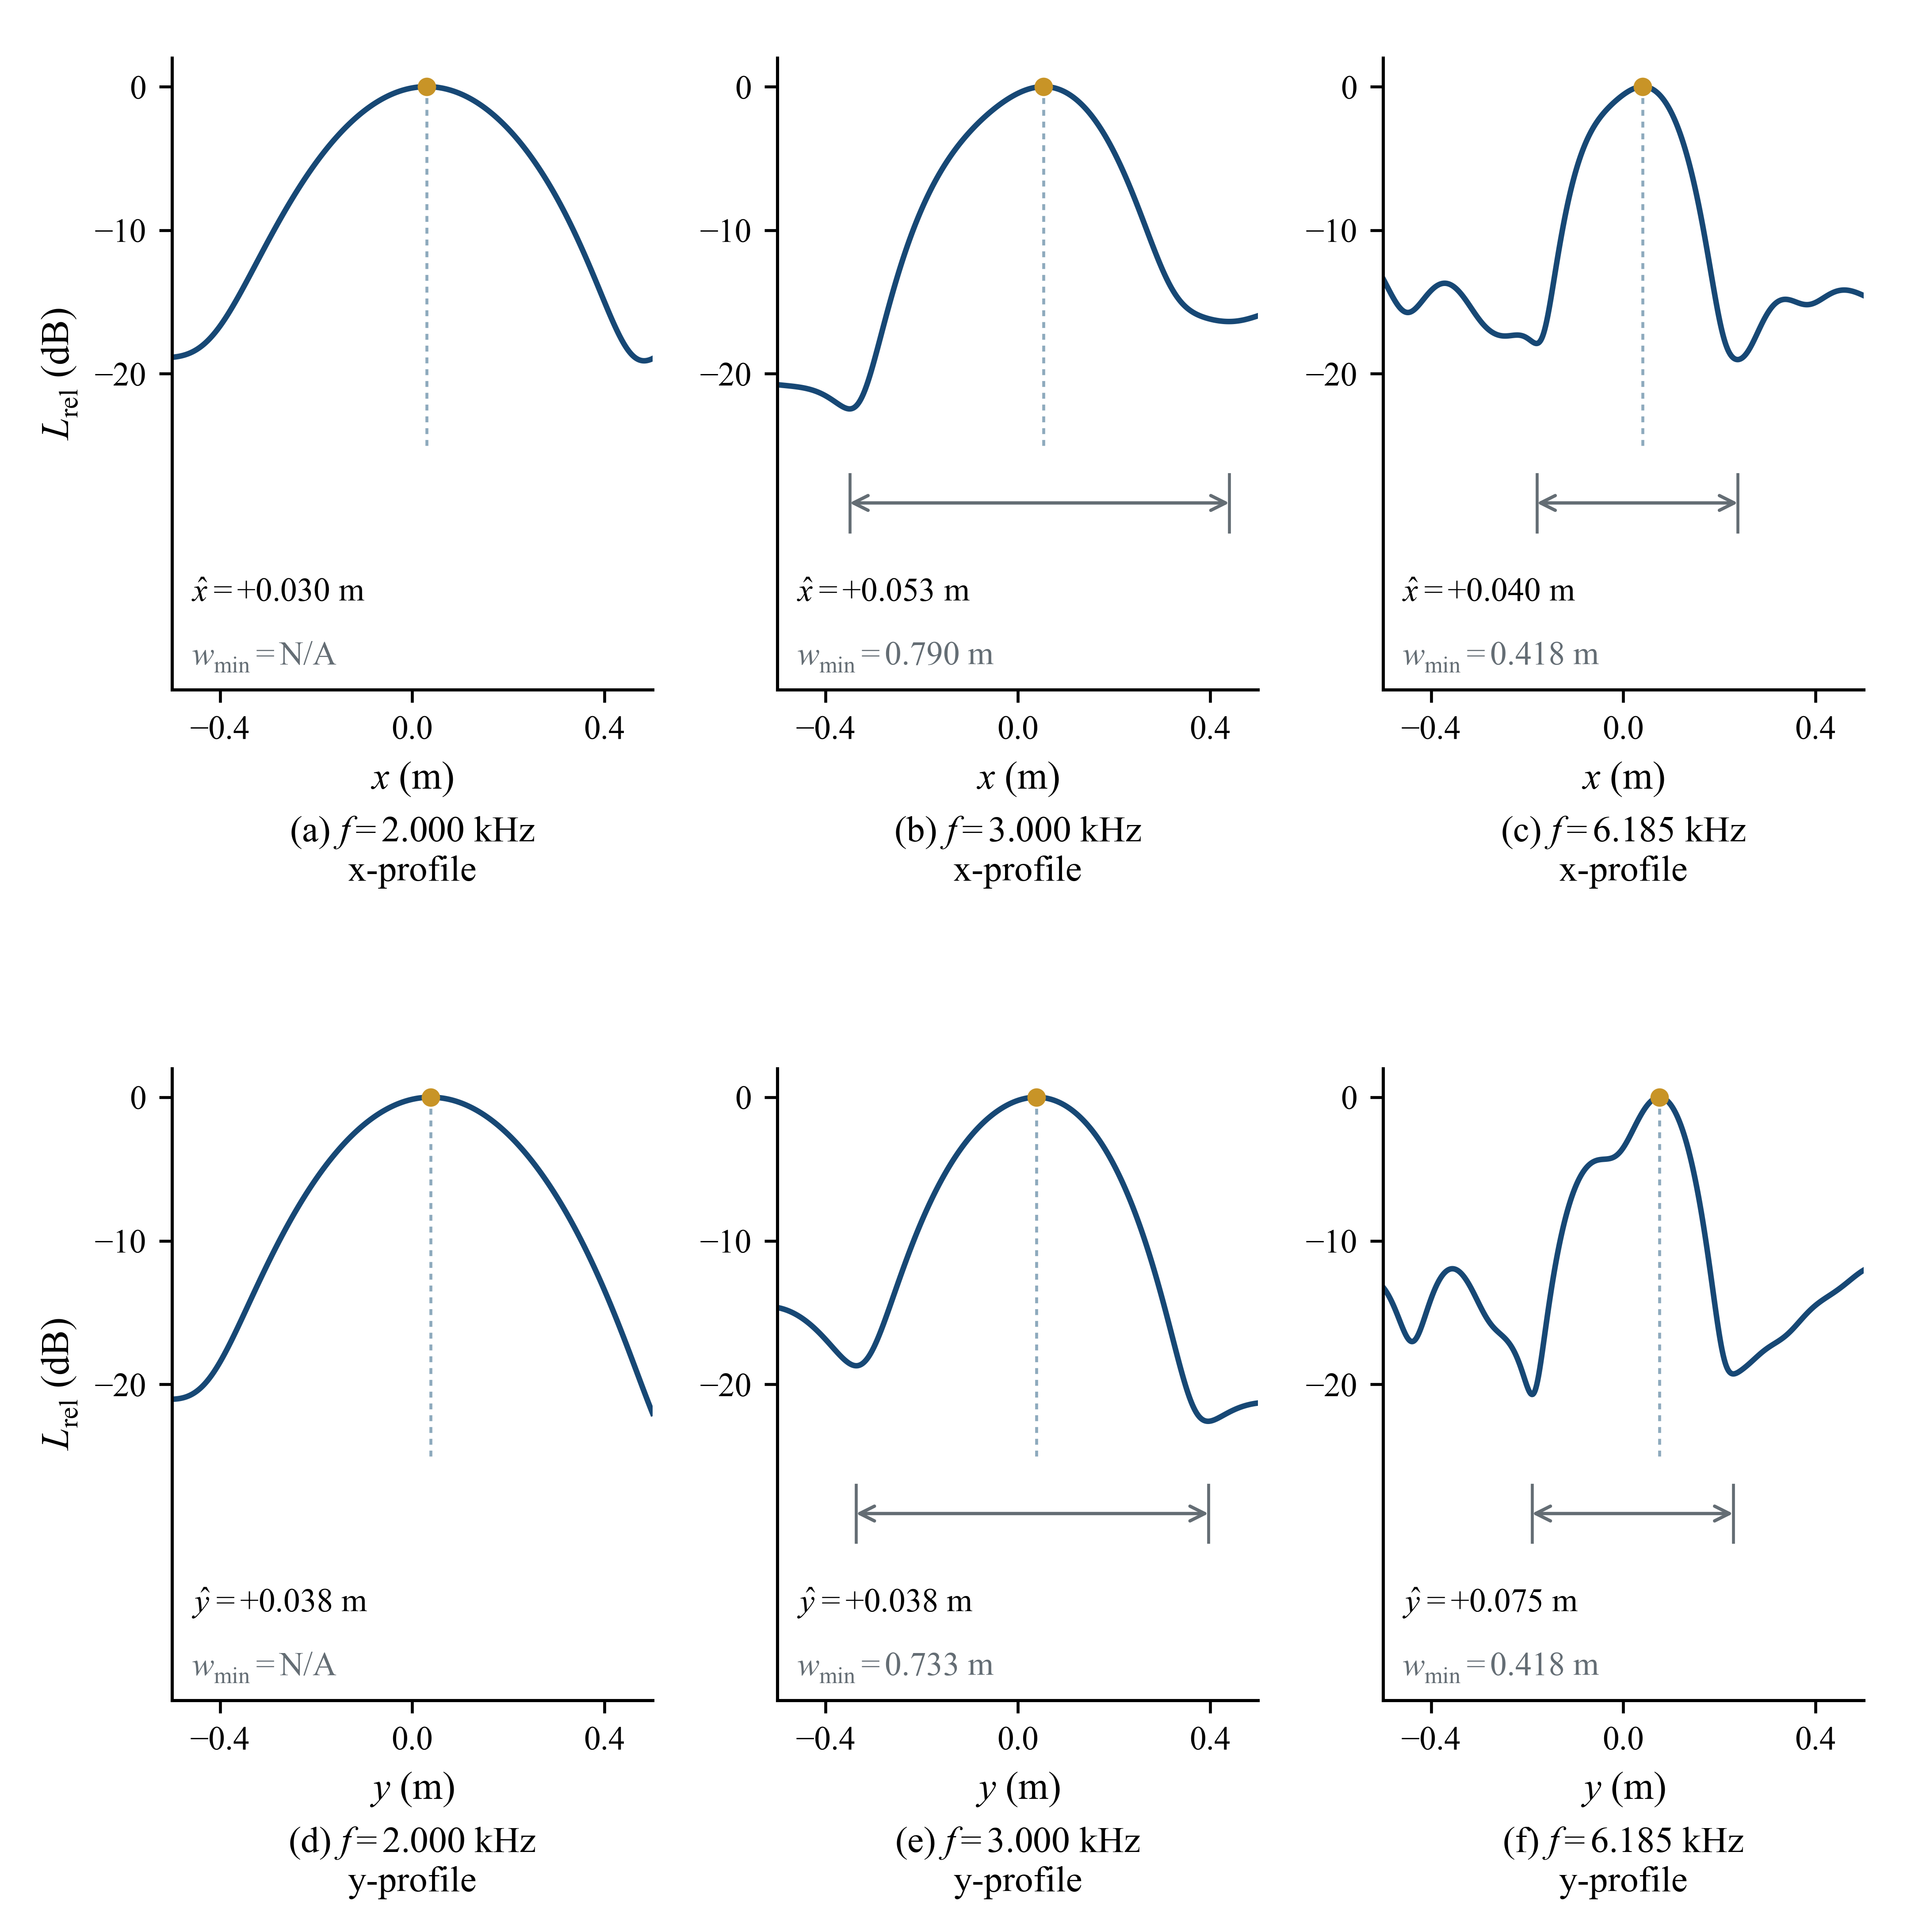 0
−10
−20
L_rel (dB)
x̂=+0.030 m
w_min=N/A
−0.4 0.0 0.4
x (m)
(a) f=2.000 kHz
x-profile
0
−10
−20
x̂=+0.053 m
w_min=0.790 m
−0.4 0.0 0.4
x (m)
(b) f=3.000 kHz
x-profile
0
−10
−20
x̂=+0.040 m
w_min=0.418 m
−0.4 0.0 0.4
x (m)
(c) f=6.185 kHz
x-profile
0
−10
−20
L_rel (dB)
ŷ=+0.038 m
w_min=N/A
−0.4 0.0 0.4
y (m)
(d) f=2.000 kHz
y-profile
0
−10
−20
ŷ=+0.038 m
w_min=0.733 m
−0.4 0.0 0.4
y (m)
(e) f=3.000 kHz
y-profile
0
−10
−20
ŷ=+0.075 m
w_min=0.418 m
−0.4 0.0 0.4
y (m)
(f) f=6.185 kHz
y-profile